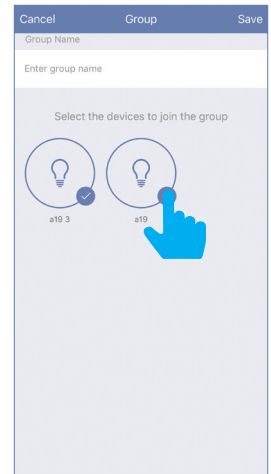 Cancel Group Save
Group Name
Enter group name
Select the devices to join the group
a19 3 a19